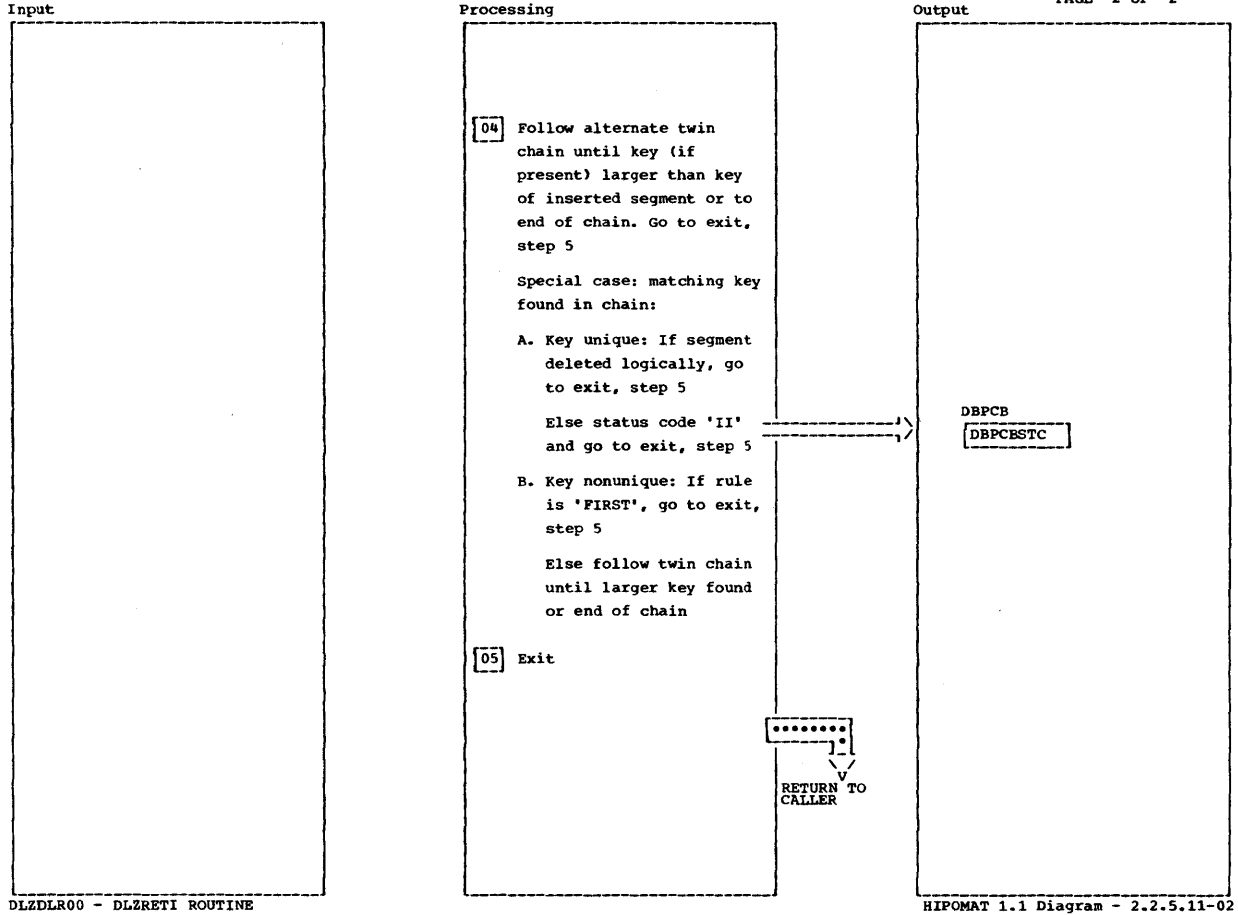 Input
Processing
Output
04 Follow alternate twin
chain until key (if
present) larger than key
of inserted segment or to
end of chain. Go to exit,
step 5
Special case: matching key
found in chain:
A. Key unique: If segment
deleted logically, go
to exit, step 5
Else status code 'II'
and go to exit, step 5
DBPCB
DBPCBSTC
B. Key nonunique: If rule
is 'FIRST', go to exit,
step 5
Else follow twin chain
until larger key found
or end of chain
05 Exit
RETURN TO
CALLER
DLZDLR00 - DLZRETI ROUTINE
HIPOMAT 1.1 Diagram - 2.2.5.11-02